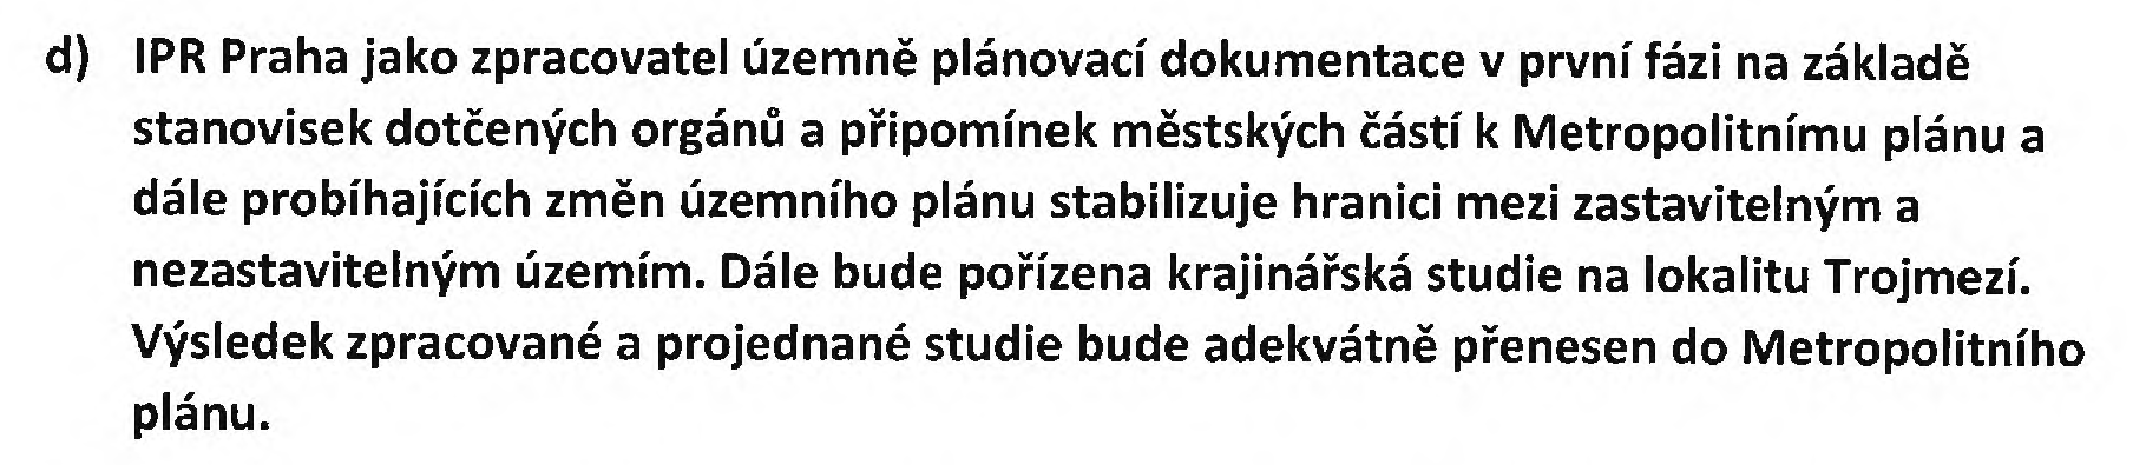 d) IPR Praha jako zpracovatel územně plánovací dokumentace v první fázi na základě
stanovisek dotčených orgánů a připomínek městských částí k Metropolitnímu plánu a
dále probíhajících změn územního plánu stabilizuje hranici mezi zastavitelným a
nezastavitelným územím. Dále bude pořízena krajinářská studie na lokalitu Trojmezí.
Výsledek zpracované a projednané studie bude adekvátně přenesen do Metropolitního
plánu.